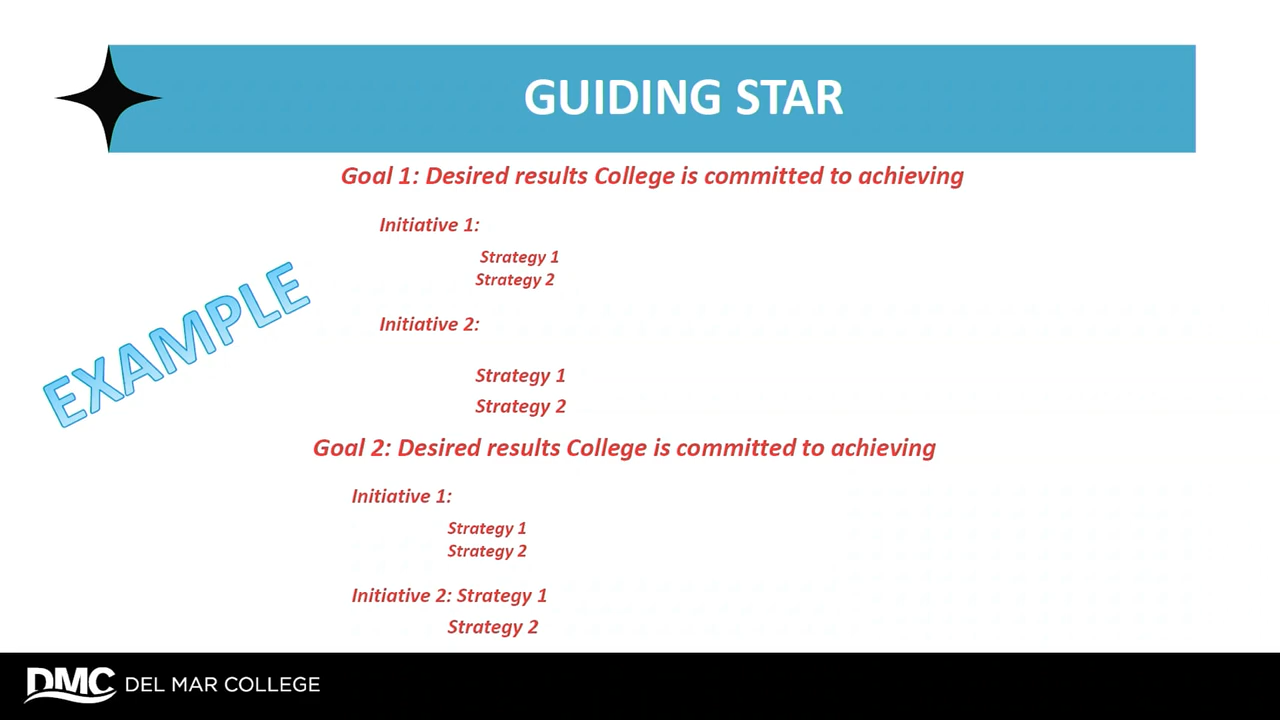 GUIDING STAR
Goal 1: Desired results College is committed to achieving
Initiative 1:
Strategy 1
Strategy 2
EXAMPLE
Initiative 2:
Strategy 1
Strategy 2
Goal 2: Desired results College is committed to achieving
Initiative 1:
Strategy 1
Strategy 2
Initiative 2: Strategy 1
Strategy 2
DMC DEL MAR COLLEGE